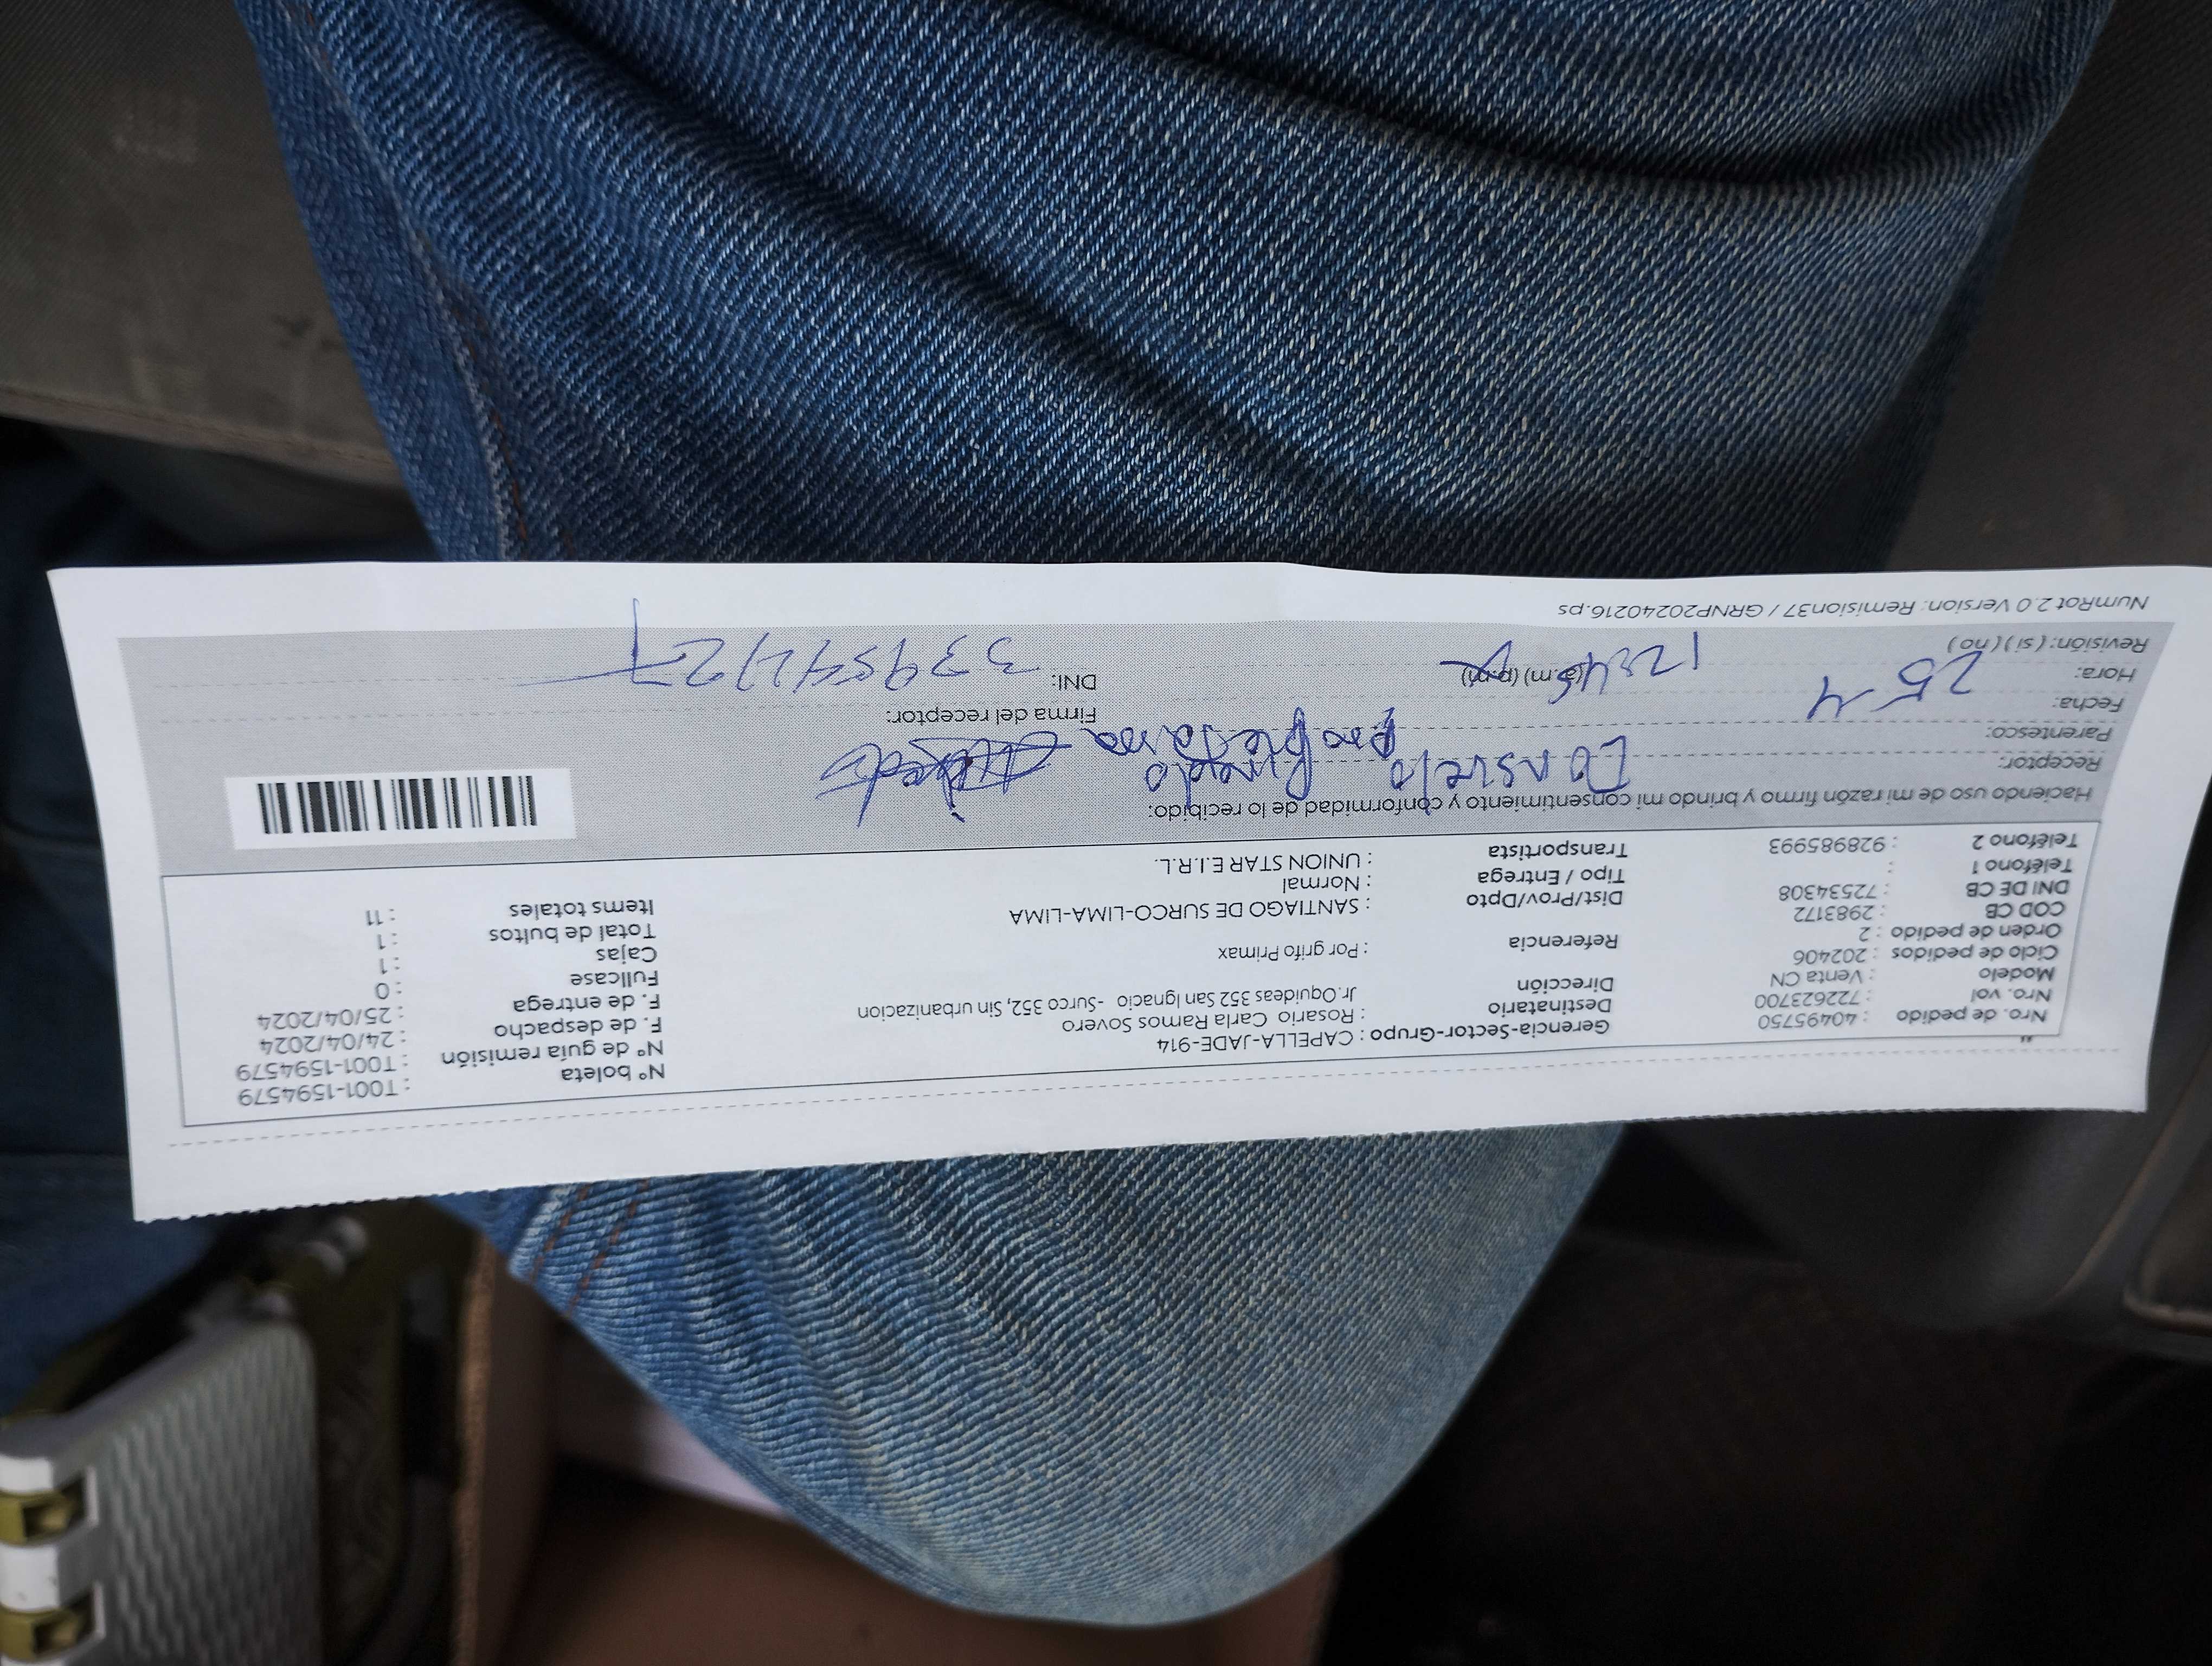 Nro. de pedido : 40495750
Nro. vol : 722623700
Modelo : Venta CN
Ciclo de pedidos : 202406
Orden de pedido : 2
COD CB : 2983172
DNI DE CB : 72534308
Teléfono 1 :
Teléfono 2 : 928985993
Gerencia-Sector-Grupo : CAPELLA-JADE-914
Destinatario : Rosario Carla Ramos Sovero
Dirección Jr.Oquideas 352 San Ignacio - Surco 352, Sin urbanizacion
Referencia : Por grifo Primax
Dist/Prov/Dpto : SANTIAGO DE SURCO-LIMA-LIMA
Tipo / Entrega : Normal
Transportista : UNION STAR E.I.R.L.
N° boleta : T001-1594579
N° de guía remisión : T001-1594579
F. de despacho : 24/04/2024
F. de entrega : 25/04/2024
Fullcase : 0
Cajas : 1
Total de bultos : 1
Items totales : 11
Haciendo uso de mi razón firmo y brindo mi consentimiento y conformidad de lo recibido:
Receptor: Consuelo
Parentesco: propietaria
Fecha: 25 4
Hora: 12:46 (a.m) (p.m)
Revisión: ( si ) ( no )
Firma del receptor:
DNI:
NumRot 2.0 Version: Remision37 / GRNP20240216.ps